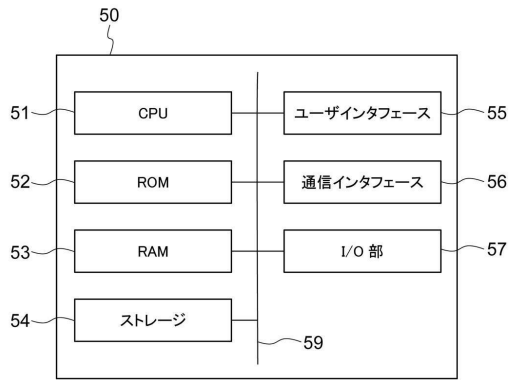 50
51
CPU
ユーザインタフェース
55
52
ROM
通信インタフェース
56
53
RAM
I/O 部
57
54
ストレージ
59